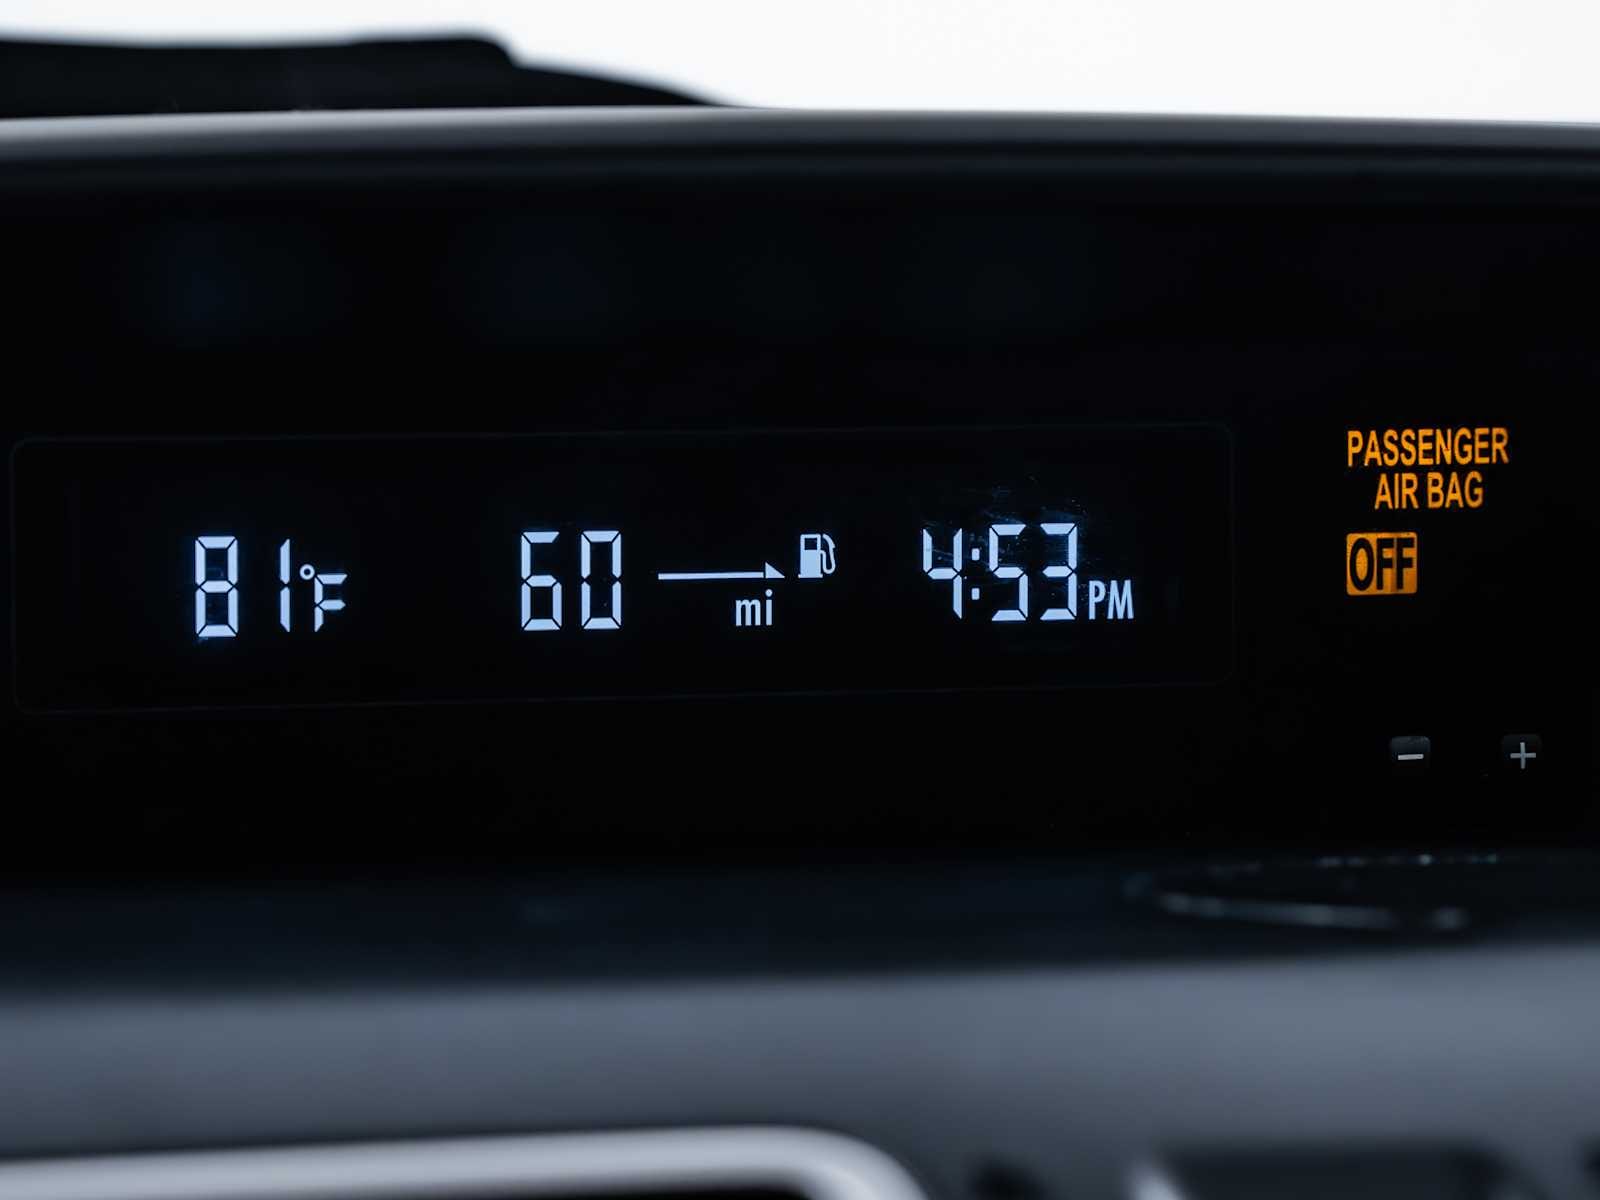 81°F 60 mi 4:53 PM
PASSENGER
AIR BAG
OFF
- +